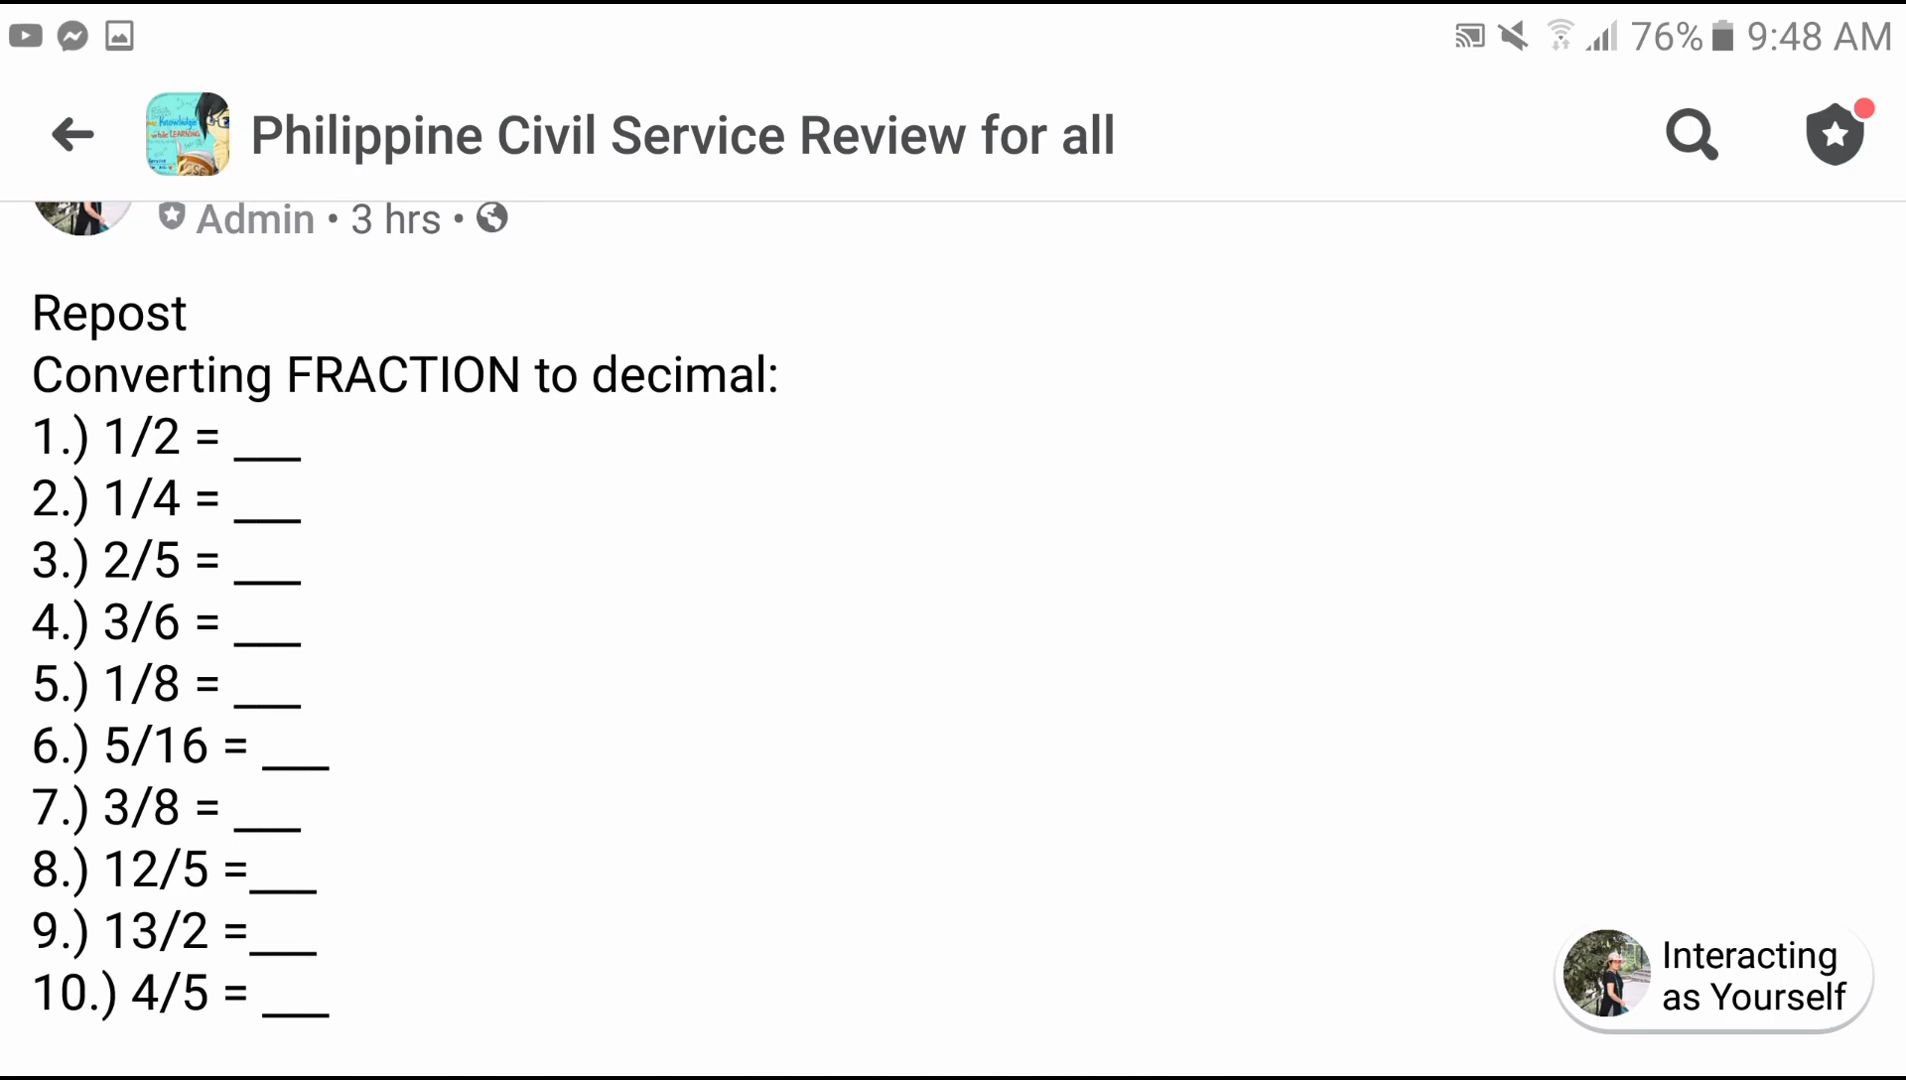 76% 9:48 AM
Philippine Civil Service Review for all
Admin • 3 hrs •
Repost
Converting FRACTION to decimal:
1.) 1/2 = ___
2.) 1/4 = ___
3.) 2/5 = ___
4.) 3/6 = ___
5.) 1/8 = ___
6.) 5/16 = ___
7.) 3/8 = ___
8.) 12/5 =___
9.) 13/2 =___
10.) 4/5 = ___
Interacting
as Yourself